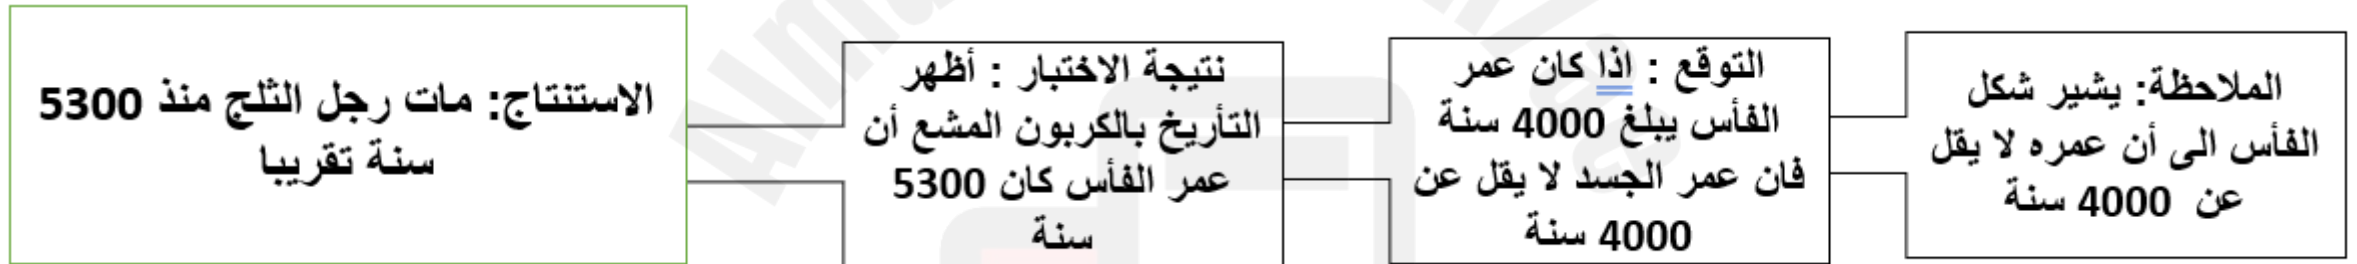 الملاحظة: يشير شكل
الفأس الى أن عمره لا يقل
عن 4000 سنة
التوقع : اذا كان عمر
الفأس يبلغ 4000 سنة
فان عمر الجسد لا يقل عن
4000 سنة
نتيجة الاختبار : أظهر
التأريخ بالكربون المشع أن
عمر الفأس كان 5300
سنة
الاستنتاج: مات رجل الثلج منذ 5300
سنة تقريبا